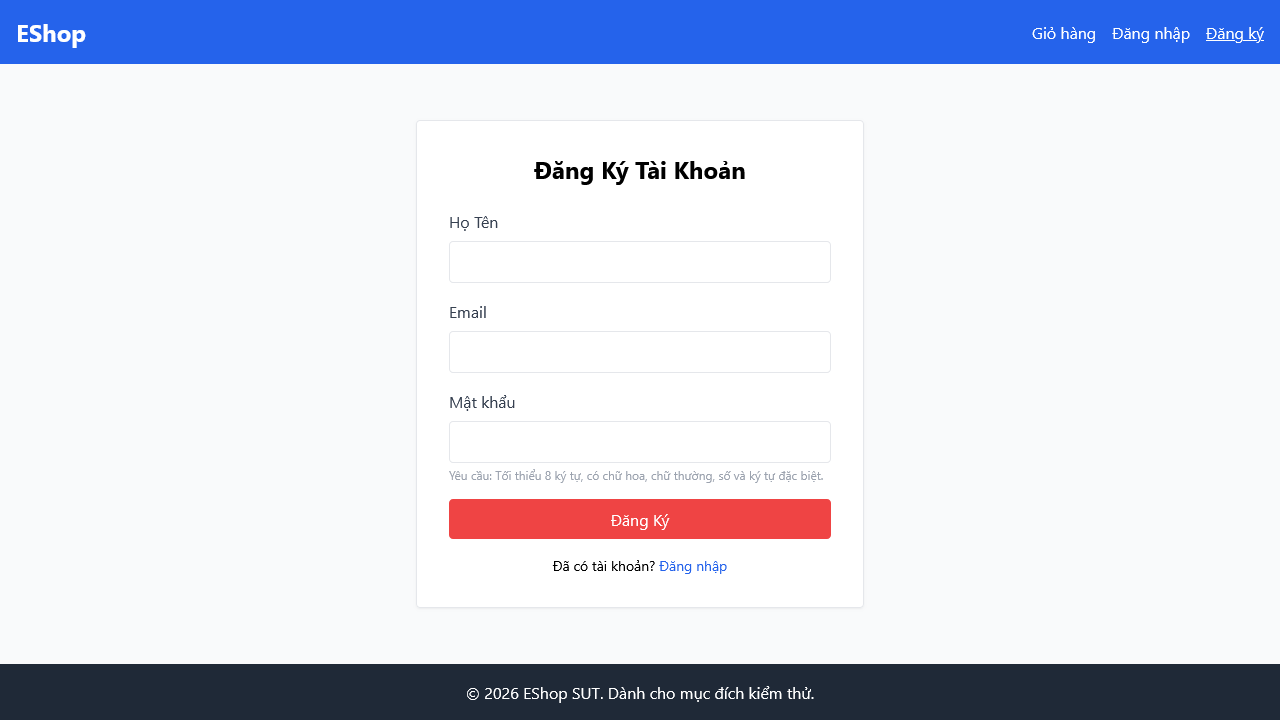 EShop
Giỏ hàng Đăng nhập Đăng ký
Đăng Ký Tài Khoản
Họ Tên
Email
Mật khẩu
Yêu cầu: Tối thiểu 8 ký tự, có chữ hoa, chữ thường, số và ký tự đặc biệt.
Đăng Ký
Đã có tài khoản? Đăng nhập
© 2026 EShop SUT. Dành cho mục đích kiểm thử.